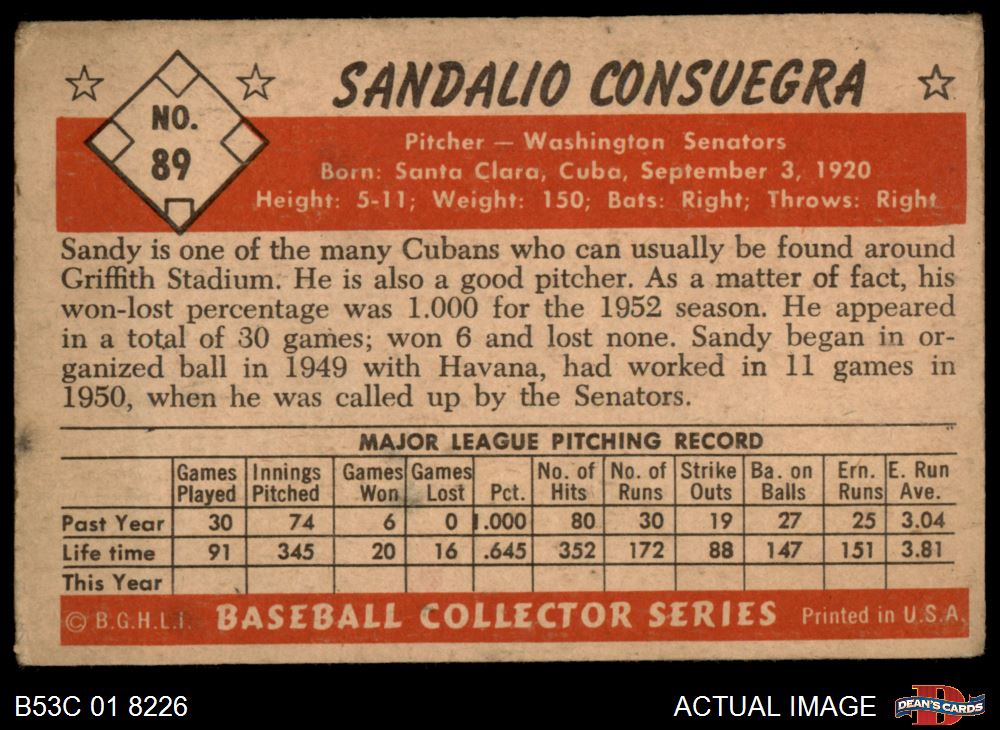 SANDALIO CONSUEGRA
NO.
89
Pitcher — Washington Senators
Born: Santa Clara, Cuba, September 3, 1920
Height: 5-11; Weight: 150; Bats: Right; Throws: Right
Sandy is one of the many Cubans who can usually be found around
Griffith Stadium. He is also a good pitcher. As a matter of fact, his
won-lost percentage was 1.000 for the 1952 season. He appeared
in a total of 30 games; won 6 and lost none. Sandy began in or-
ganized ball in 1949 with Havana, had worked in 11 games in
1950, when he was called up by the Senators.
MAJOR LEAGUE PITCHING RECORD
Games Innings Games Games No. of No. of Strike Ba. on Ern. E. Run
Played Pitched Won Lost Pct. Hits Runs Outs Balls Runs Ave.
Past Year 30 74 6 0 1.000 80 30 19 27 25 3.04
Life time 91 345 20 16 .645 352 172 88 147 151 3.81
This Year
© B.G.H.L.I. BASEBALL COLLECTOR SERIES Printed in U.S.A.
B53C 01 8226 ACTUAL IMAGE DEAN'S CARDS